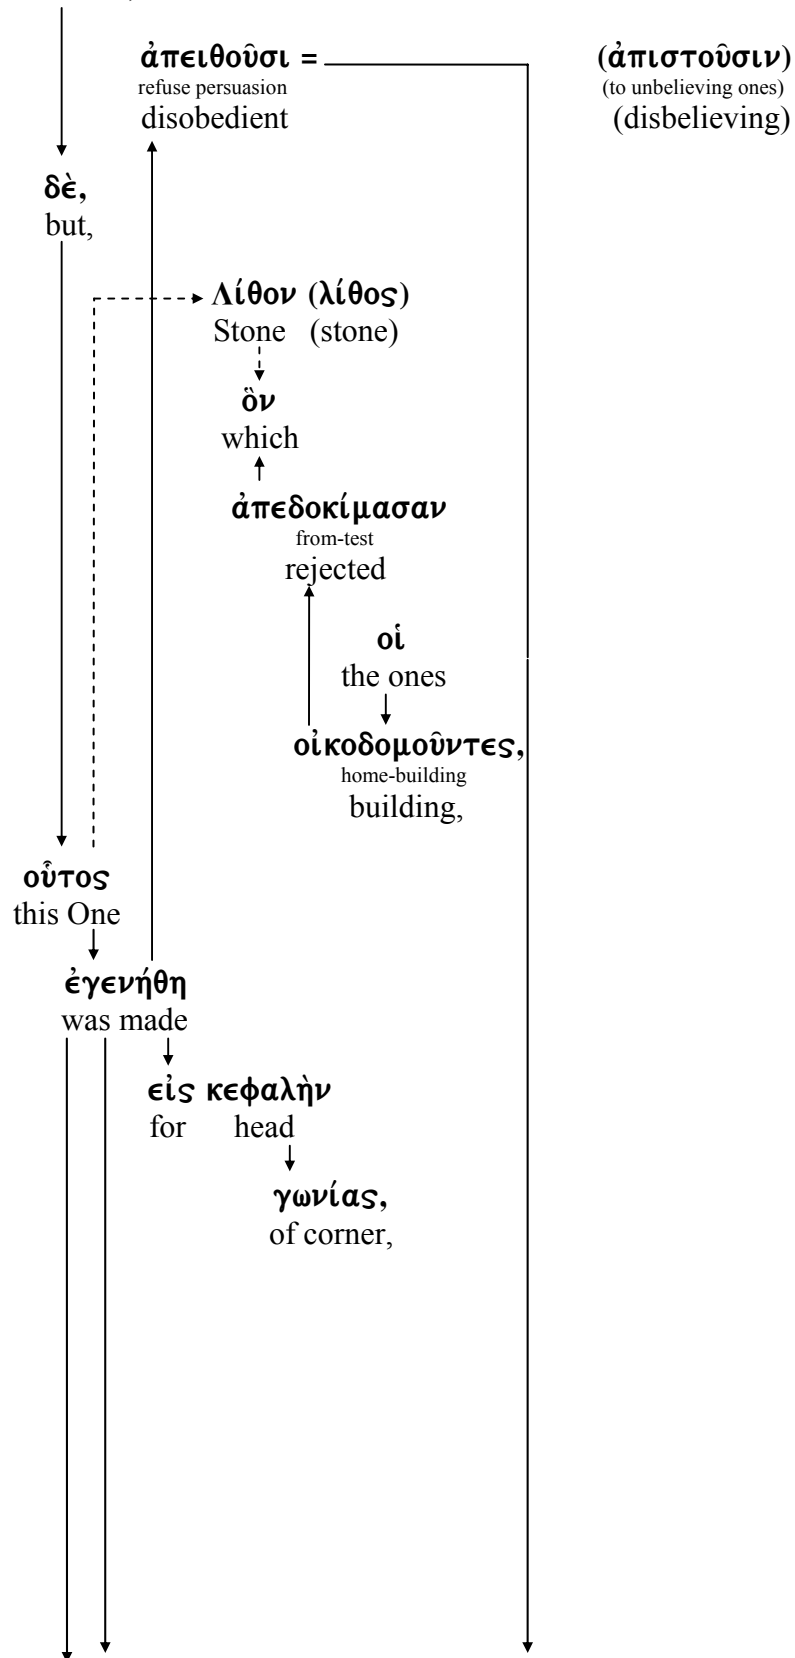 ἀπειθοῦσι = (ἀπιστοῦσιν)
refuse persuasion (to unbelieving ones)
disobedient (disbelieving)
δὲ,
but,
Λίθον (λίθος)
Stone (stone)
ὃν
which
ἀπεδοκίμασαν
from-test
rejected
οἱ
the ones
οἰκοδομοῦντες,
home-building
building,
οὗτος
this One
ἐγενήθη
was made
εἰς κεφαλὴν
for head
γωνίας,
of corner,